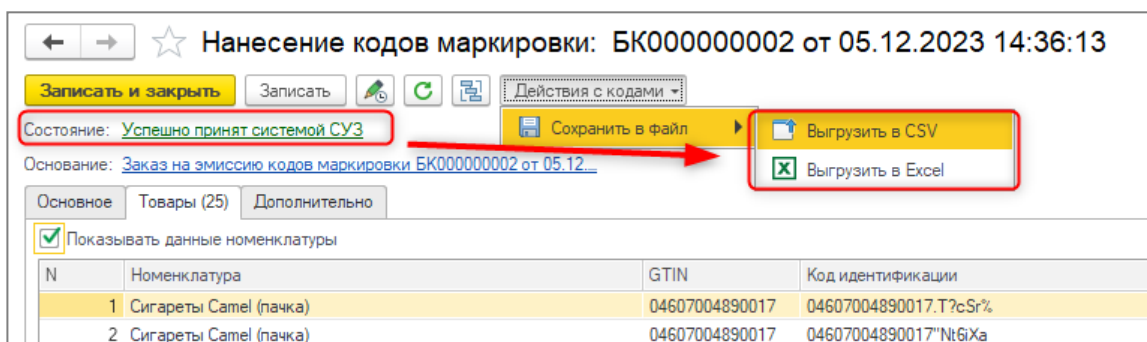 Нанесение кодов маркировки: БК000000002 от 05.12.2023 14:36:13
Записать и закрыть Записать Действия с кодами
Состояние: Успешно принят системой СУЗ Сохранить в файл Выгрузить в CSV
Основание: Заказ на эмиссию кодов маркировки БК000000002 от 05.12... Выгрузить в Excel
Основное Товары (25) Дополнительно
Показывать данные номенклатуры
N Номенклатура GTIN Код идентификации
1 Сигареты Camel (пачка) 04607004890017 04607004890017.T?cSr%
2 Сигареты Camel (пачка) 04607004890017 04607004890017"Nt6iXa